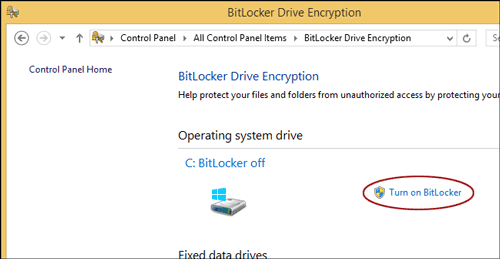 BitLocker Drive Encryption
Control Panel ▸ All Control Panel Items ▸ BitLocker Drive Encryption
Control Panel Home
BitLocker Drive Encryption
Help protect your files and folders from unauthorized access by protecting your
Operating system drive
C: BitLocker off
Turn on BitLocker
Fixed data drives